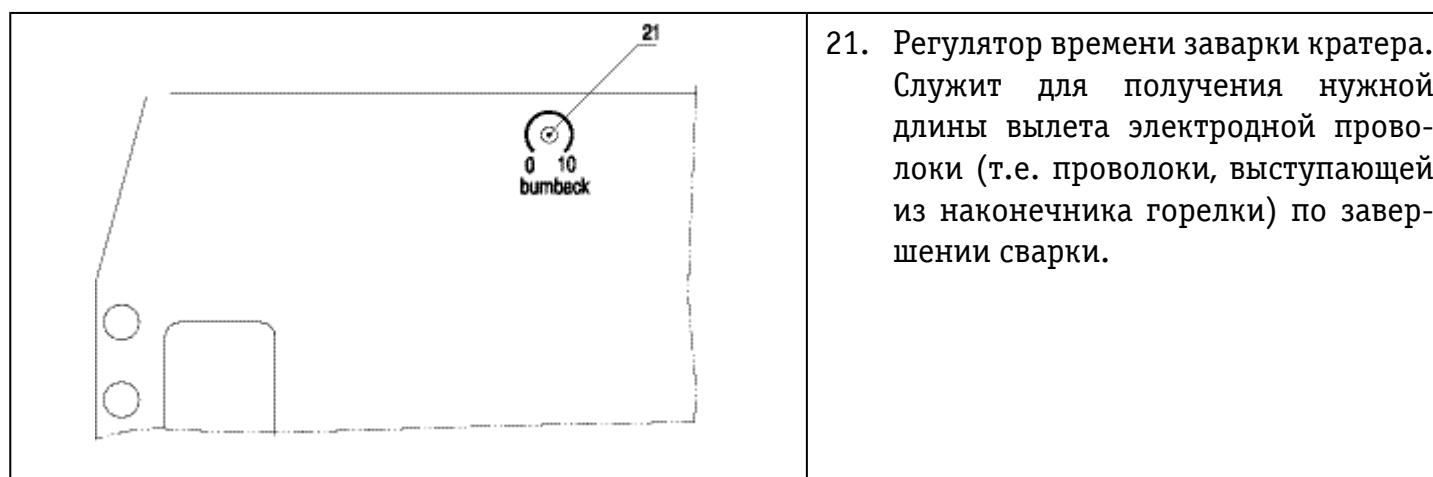 21
0 10
bumbeck
21. Регулятор времени заварки кратера.
Служит для получения нужной
длины вылета электродной прово-
локи (т.е. проволоки, выступающей
из наконечника горелки) по завер-
шении сварки.